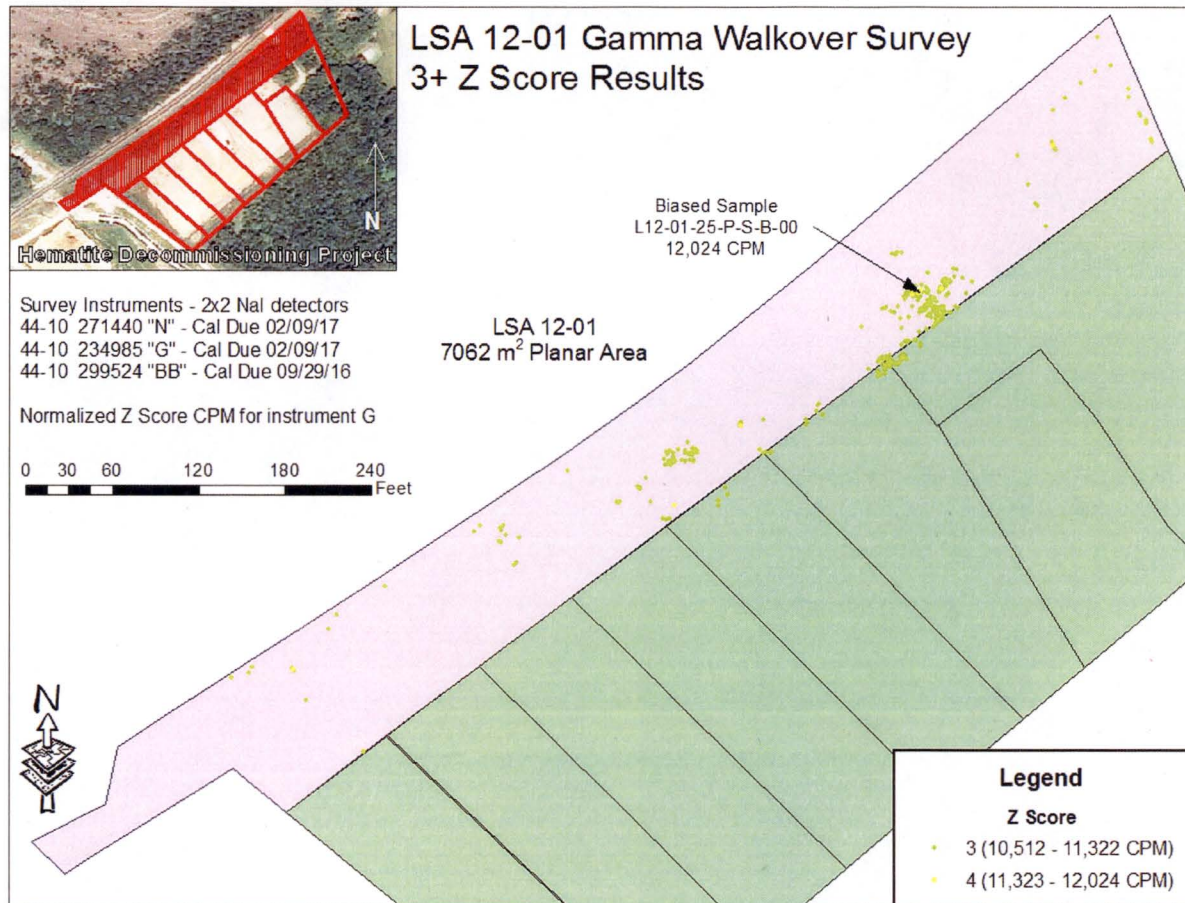 LSA 12-01 Gamma Walkover Survey
3+ Z Score Results
N
Hematite Decommissioning Project
Biased Sample
L12-01-25-P-S-B-00
12,024 CPM
Survey Instruments - 2x2 NaI detectors
44-10 271440 "N" - Cal Due 02/09/17
44-10 234985 "G" - Cal Due 02/09/17
44-10 299524 "BB" - Cal Due 09/29/16
LSA 12-01
7062 m² Planar Area
Normalized Z Score CPM for instrument G
0 30 60 120 180 240
Feet
N
Legend
Z Score
3 (10,512 - 11,322 CPM)
4 (11,323 - 12,024 CPM)